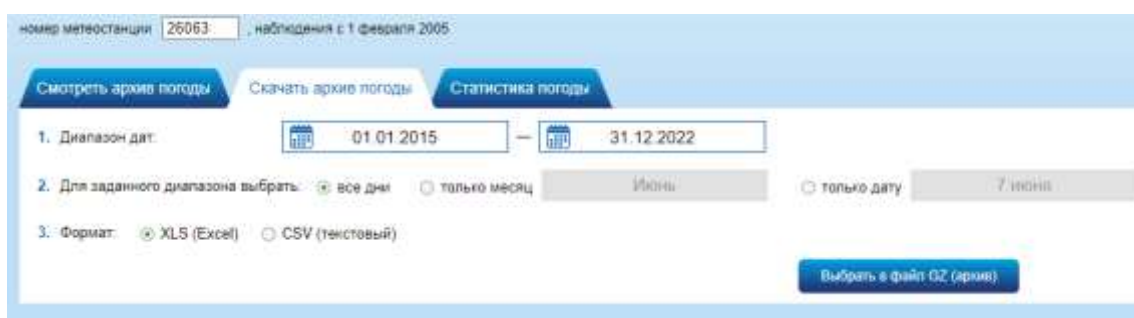 номер метеостанции 26063 , наблюдения с 1 февраля 2005
Смотреть архив погоды Скачать архив погоды Статистика погоды
1. Диапазон дат: 01.01.2015 — 31.12.2022
2. Для заданного диапазона выбрать: все дни только месяц Июнь только дату 7 июня
3. Формат: XLS (Excel) CSV (текстовый)
Выбрать в файл GZ (архив)